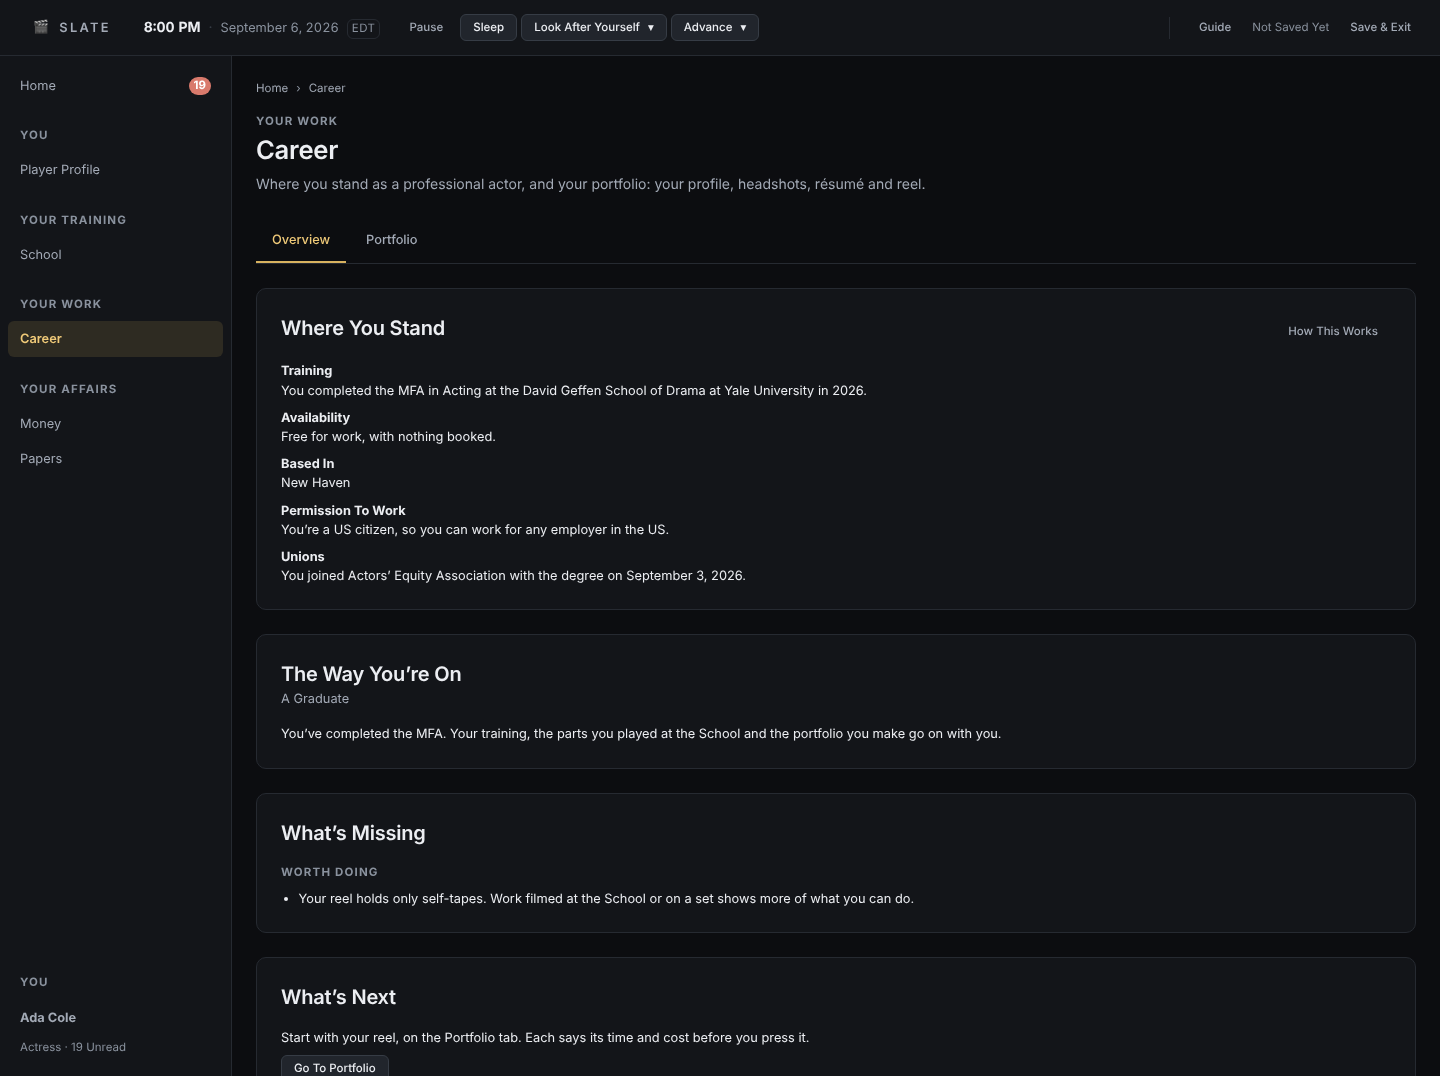 SLATE
8:00 PM · September 6, 2026 EDT
Pause
Sleep
Look After Yourself ▾
Advance ▾
Guide
Not Saved Yet
Save & Exit
Home
19
YOU
Player Profile
YOUR TRAINING
School
YOUR WORK
Career
YOUR AFFAIRS
Money
Papers
YOU
Ada Cole
Actress · 19 Unread
Home › Career
YOUR WORK
Career
Where you stand as a professional actor, and your portfolio: your profile, headshots, résumé and reel.
Overview
Portfolio
Where You Stand
How This Works
Training
You completed the MFA in Acting at the David Geffen School of Drama at Yale University in 2026.
Availability
Free for work, with nothing booked.
Based In
New Haven
Permission To Work
You’re a US citizen, so you can work for any employer in the US.
Unions
You joined Actors’ Equity Association with the degree on September 3, 2026.
The Way You’re On
A Graduate
You’ve completed the MFA. Your training, the parts you played at the School and the portfolio you make go on with you.
What’s Missing
WORTH DOING
• Your reel holds only self-tapes. Work filmed at the School or on a set shows more of what you can do.
What’s Next
Start with your reel, on the Portfolio tab. Each says its time and cost before you press it.
Go To Portfolio